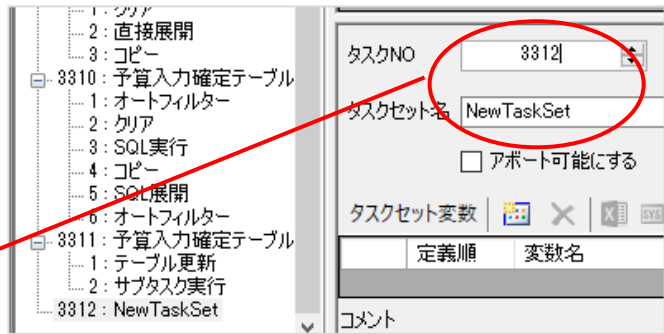 1 : クリア
2 : 直接展開
3 : コピー
3310 : 予算入力確定テーブル
1 : オートフィルター
2 : クリア
3 : SQL実行
4 : コピー
5 : SQL展開
6 : オートフィルター
3311 : 予算入力確定テーブル
1 : テーブル更新
2 : サブタスク実行
3312 : NewTaskSet
タスクNO 3312
タスクセット名 NewTaskSet
アボート可能にする
タスクセット変数 SYS
定義順 変数名
コメント